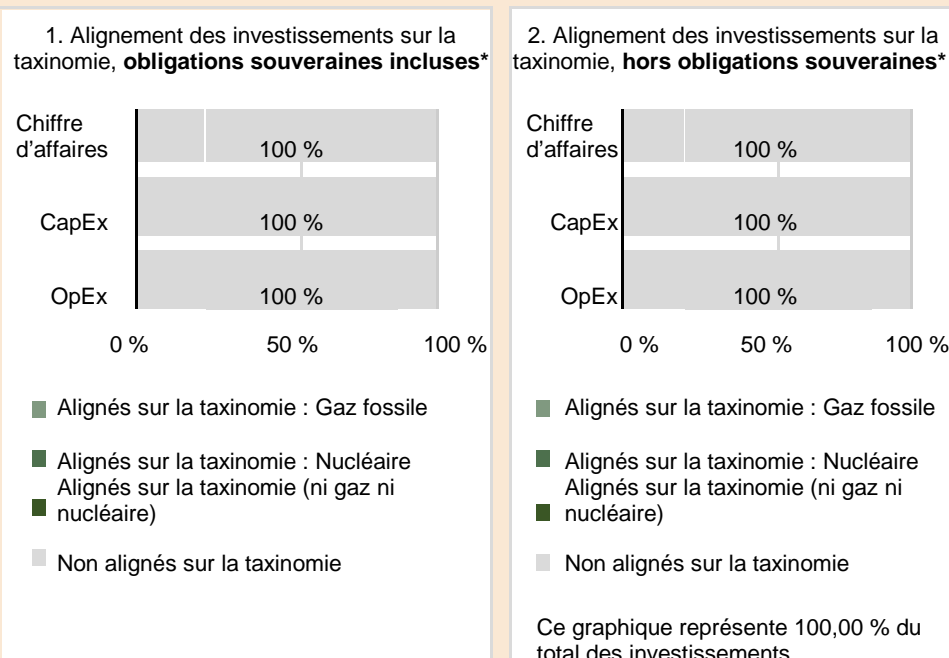 1. Alignement des investissements sur la
taxinomie, obligations souveraines incluses*
Chiffre
d'affaires
100 %
CapEx
100 %
OpEx
100 %
0 % 50 % 100 %
Alignés sur la taxinomie : Gaz fossile
Alignés sur la taxinomie : Nucléaire
Alignés sur la taxinomie (ni gaz ni
nucléaire)
Non alignés sur la taxinomie
2. Alignement des investissements sur la
taxinomie, hors obligations souveraines*
Chiffre
d'affaires
100 %
CapEx
100 %
OpEx
100 %
0 % 50 % 100 %
Alignés sur la taxinomie : Gaz fossile
Alignés sur la taxinomie : Nucléaire
Alignés sur la taxinomie (ni gaz ni
nucléaire)
Non alignés sur la taxinomie
Ce graphique représente 100,00 % du
total des investissements